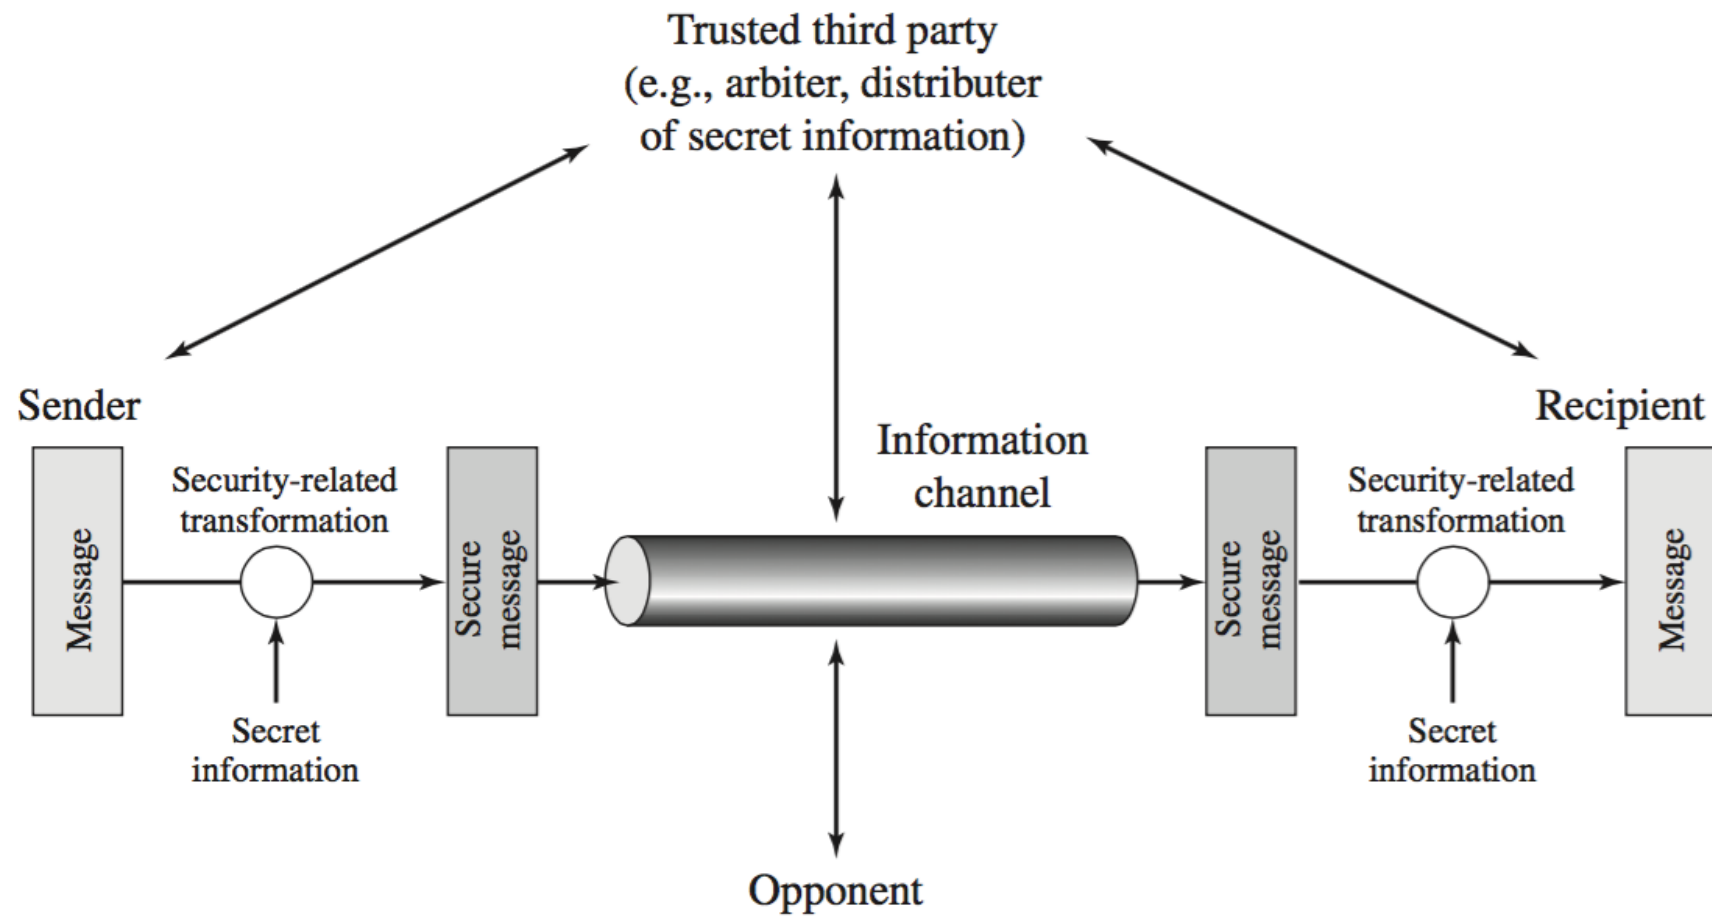 Trusted third party
(e.g., arbiter, distributer
of secret information)
Sender
Recipient
Information
channel
Security-related
transformation
Security-related
transformation
Message
Secure
message
Secure
message
Message
Secret
information
Secret
information
Opponent